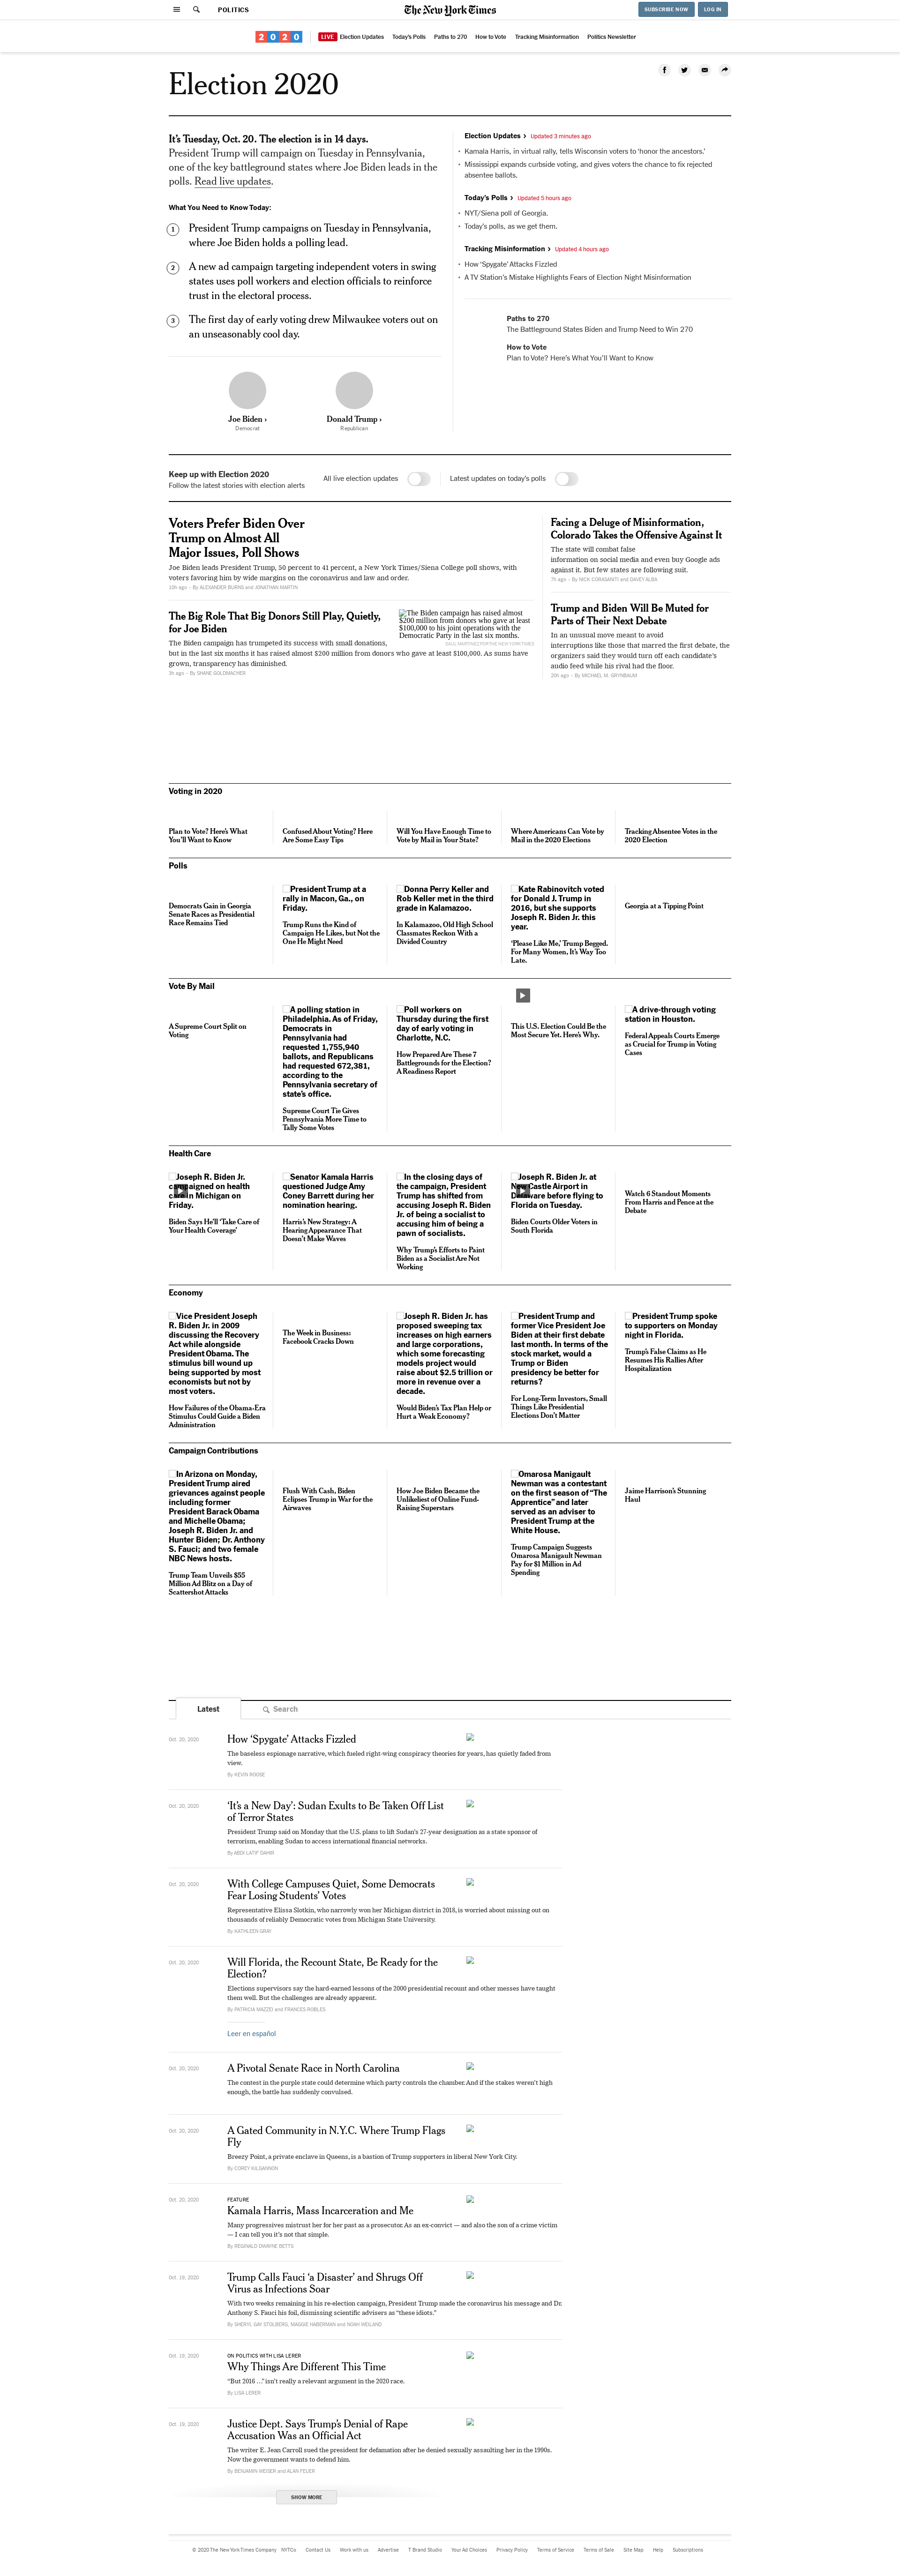 POLITICS
The New York Times
SUBSCRIBE NOW
LOG IN
2020
LIVE Election Updates
Today's Polls
Paths to 270
How to Vote
Tracking Misinformation
Politics Newsletter
Election 2020
It's Tuesday, Oct. 20. The election is in 14 days.
President Trump will campaign on Tuesday in Pennsylvania,
one of the key battleground states where Joe Biden leads in the
polls. Read live updates.
What You Need to Know Today:
1
President Trump campaigns on Tuesday in Pennsylvania,
where Joe Biden holds a polling lead.
2
A new ad campaign targeting independent voters in swing
states uses poll workers and election officials to reinforce
trust in the electoral process.
3
The first day of early voting drew Milwaukee voters out on
an unseasonably cool day.
Joe Biden ›
Democrat
Donald Trump ›
Republican
Election Updates › Updated 3 minutes ago
• Kamala Harris, in virtual rally, tells Wisconsin voters to 'honor the ancestors.'
• Mississippi expands curbside voting, and gives voters the chance to fix rejected
absentee ballots.
Today's Polls › Updated 5 hours ago
• NYT/Siena poll of Georgia.
• Today's polls, as we get them.
Tracking Misinformation › Updated 4 hours ago
• How 'Spygate' Attacks Fizzled
• A TV Station's Mistake Highlights Fears of Election Night Misinformation
Paths to 270
The Battleground States Biden and Trump Need to Win 270
How to Vote
Plan to Vote? Here's What You'll Want to Know
Keep up with Election 2020
Follow the latest stories with election alerts
All live election updates
Latest updates on today's polls
Voters Prefer Biden Over
Trump on Almost All
Major Issues, Poll Shows
Joe Biden leads President Trump, 50 percent to 41 percent, a New York Times/Siena College poll shows, with
voters favoring him by wide margins on the coronavirus and law and order.
10h ago – By ALEXANDER BURNS and JONATHAN MARTIN
The Big Role That Big Donors Still Play, Quietly,
for Joe Biden
The Biden campaign has trumpeted its success with small donations,
but in the last six months it has raised almost $200 million from donors who gave at least $100,000. As sums have
grown, transparency has diminished.
3h ago – By SHANE GOLDMACHER
The Biden campaign has raised almost
$200 million from donors who gave at least
$100,000 to his joint operations with the
Democratic Party in the last six months.
Facing a Deluge of Misinformation,
Colorado Takes the Offensive Against It
The state will combat false
information on social media and even buy Google ads
against it. But few states are following suit.
7h ago – By NICK CORASANITI and DAVEY ALBA
Trump and Biden Will Be Muted for
Parts of Their Next Debate
In an unusual move meant to avoid
interruptions like those that marred the first debate, the
organizers said they would turn off each candidate's
audio feed while his rival had the floor.
20h ago – By MICHAEL M. GRYNBAUM
Voting in 2020
Plan to Vote? Here's What
You'll Want to Know
Confused About Voting? Here
Are Some Easy Tips
Will You Have Enough Time to
Vote by Mail in Your State?
Where Americans Can Vote by
Mail in the 2020 Elections
Tracking Absentee Votes in the
2020 Election
Polls
Democrats Gain in Georgia
Senate Races as Presidential
Race Remains Tied
President Trump at a
rally in Macon, Ga., on
Friday.
Trump Runs the Kind of
Campaign He Likes, but Not the
One He Might Need
Donna Perry Keller and
Rob Keller met in the third
grade in Kalamazoo.
In Kalamazoo, Old High School
Classmates Reckon With a
Divided Country
Kate Rabinovitch voted
for Donald J. Trump in
2016, but she supports
Joseph R. Biden Jr. this
year.
'Please Like Me,' Trump Begged.
For Many Women, It's Way Too
Late.
Georgia at a Tipping Point
Vote By Mail
A Supreme Court Split on
Voting
A polling station in
Philadelphia. As of Friday,
Democrats in
Pennsylvania had
requested 1,755,940
ballots, and Republicans
had requested 672,381,
according to the
Pennsylvania secretary of
state's office.
Supreme Court Tie Gives
Pennsylvania More Time to
Tally Some Votes
Poll workers on
Thursday during the first
day of early voting in
Charlotte, N.C.
How Prepared Are These 7
Battlegrounds for the Election?
A Readiness Report
This U.S. Election Could Be the
Most Secure Yet. Here's Why.
A drive-through voting
station in Houston.
Federal Appeals Courts Emerge
as Crucial for Trump in Voting
Cases
Health Care
Joseph R. Biden Jr.
campaigned on health
care in Michigan on
Friday.
Biden Says He'll 'Take Care of
Your Health Coverage'
Senator Kamala Harris
questioned Judge Amy
Coney Barrett during her
nomination hearing.
Harris's New Strategy: A
Hearing Appearance That
Doesn't Make Waves
In the closing days of
the campaign, President
Trump has shifted from
accusing Joseph R. Biden
Jr. of being a socialist to
accusing him of being a
pawn of socialists.
Why Trump's Efforts to Paint
Biden as a Socialist Are Not
Working
Joseph R. Biden Jr. at
New Castle Airport in
Delaware before flying to
Florida on Tuesday.
Biden Courts Older Voters in
South Florida
Watch 6 Standout Moments
From Harris and Pence at the
Debate
Economy
Vice President Joseph
R. Biden Jr. in 2009
discussing the Recovery
Act while alongside
President Obama. The
stimulus bill wound up
being supported by most
economists but not by
most voters.
How Failures of the Obama-Era
Stimulus Could Guide a Biden
Administration
The Week in Business:
Facebook Cracks Down
Joseph R. Biden Jr. has
proposed sweeping tax
increases on high earners
and large corporations,
which some forecasting
models project would
raise about $2.5 trillion or
more in revenue over a
decade.
Would Biden's Tax Plan Help or
Hurt a Weak Economy?
President Trump and
former Vice President Joe
Biden at their first debate
last month. In terms of the
stock market, would a
Trump or Biden
presidency be better for
returns?
For Long-Term Investors, Small
Things Like Presidential
Elections Don't Matter
President Trump spoke
to supporters on Monday
night in Florida.
Trump's False Claims as He
Resumes His Rallies After
Hospitalization
Campaign Contributions
In Arizona on Monday,
President Trump aired
grievances against people
including former
President Barack Obama
and Michelle Obama;
Joseph R. Biden Jr. and
Hunter Biden; Dr. Anthony
S. Fauci; and two female
NBC News hosts.
Trump Team Unveils $55
Million Ad Blitz on a Day of
Scattershot Attacks
Flush With Cash, Biden
Eclipses Trump in War for the
Airwaves
How Joe Biden Became the
Unlikeliest of Online Fund-
Raising Superstars
Omarosa Manigault
Newman was a contestant
on the first season of "The
Apprentice" and later
served as an adviser to
President Trump at the
White House.
Trump Campaign Suggests
Omarosa Manigault Newman
Pay for $1 Million in Ad
Spending
Jaime Harrison's Stunning
Haul
Latest
Search
Oct. 20, 2020
How 'Spygate' Attacks Fizzled
The baseless espionage narrative, which fueled right-wing conspiracy theories for years, has quietly faded from
view.
By KEVIN ROOSE
Oct. 20, 2020
'It's a New Day': Sudan Exults to Be Taken Off List
of Terror States
President Trump said on Monday that the U.S. plans to lift Sudan's 27-year designation as a state sponsor of
terrorism, enabling Sudan to access international financial networks.
By ABDI LATIF DAHIR
Oct. 20, 2020
With College Campuses Quiet, Some Democrats
Fear Losing Students' Votes
Representative Elissa Slotkin, who narrowly won her Michigan district in 2018, is worried about missing out on
thousands of reliably Democratic votes from Michigan State University.
By KATHLEEN GRAY
Oct. 20, 2020
Will Florida, the Recount State, Be Ready for the
Election?
Elections supervisors say the hard-earned lessons of the 2000 presidential recount and other messes have taught
them well. But the challenges are already apparent.
By PATRICIA MAZZEI and FRANCES ROBLES
Leer en español
Oct. 20, 2020
A Pivotal Senate Race in North Carolina
The contest in the purple state could determine which party controls the chamber. And if the stakes weren't high
enough, the battle has suddenly convulsed.
Oct. 20, 2020
A Gated Community in N.Y.C. Where Trump Flags
Fly
Breezy Point, a private enclave in Queens, is a bastion of Trump supporters in liberal New York City.
By COREY KILGANNON
Oct. 20, 2020
FEATURE
Kamala Harris, Mass Incarceration and Me
Many progressives mistrust her for her past as a prosecutor. As an ex-convict — and also the son of a crime victim
— I can tell you it's not that simple.
By REGINALD DWAYNE BETTS
Oct. 19, 2020
Trump Calls Fauci 'a Disaster' and Shrugs Off
Virus as Infections Soar
With two weeks remaining in his re-election campaign, President Trump made the coronavirus his message and Dr.
Anthony S. Fauci his foil, dismissing scientific advisers as "these idiots."
By SHERYL GAY STOLBERG, MAGGIE HABERMAN and NOAH WEILAND
Oct. 19, 2020
ON POLITICS WITH LISA LERER
Why Things Are Different This Time
"But 2016 …" isn't really a relevant argument in the 2020 race.
By LISA LERER
Oct. 19, 2020
Justice Dept. Says Trump's Denial of Rape
Accusation Was an Official Act
The writer E. Jean Carroll sued the president for defamation after he denied sexually assaulting her in the 1990s.
Now the government wants to defend him.
By BENJAMIN WEISER and ALAN FEUER
SHOW MORE
© 2020 The New York Times Company
NYTCo
Contact Us
Work with us
Advertise
T Brand Studio
Your Ad Choices
Privacy Policy
Terms of Service
Terms of Sale
Site Map
Help
Subscriptions